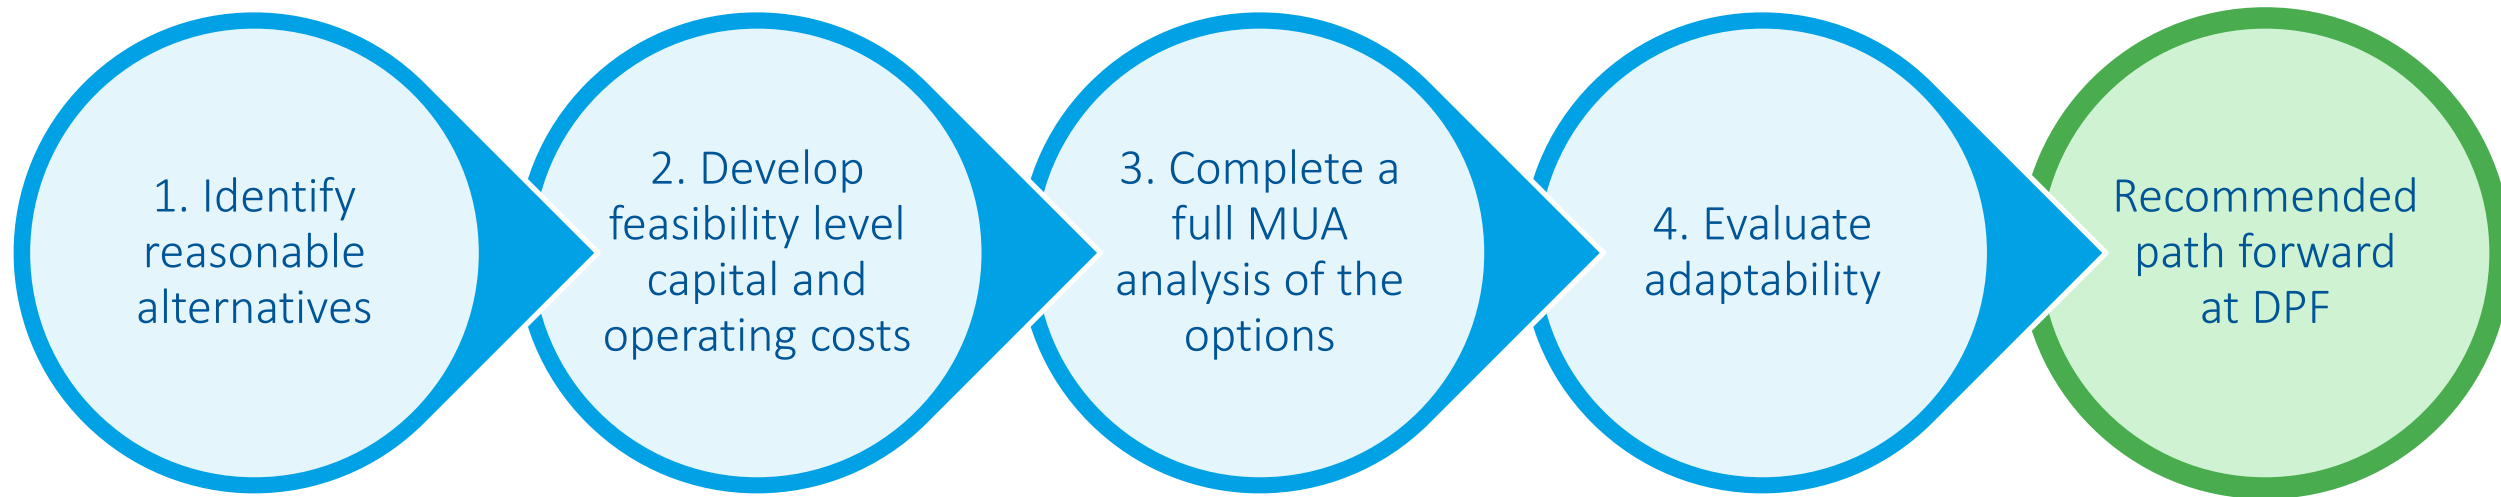 1. Identify
reasonable
alternatives
2. Develop
feasibility level
capital and
operating costs
3. Complete a
full MUA
analysis of the
options
4. Evaluate
adaptability
Recommended
path forward
at DPF